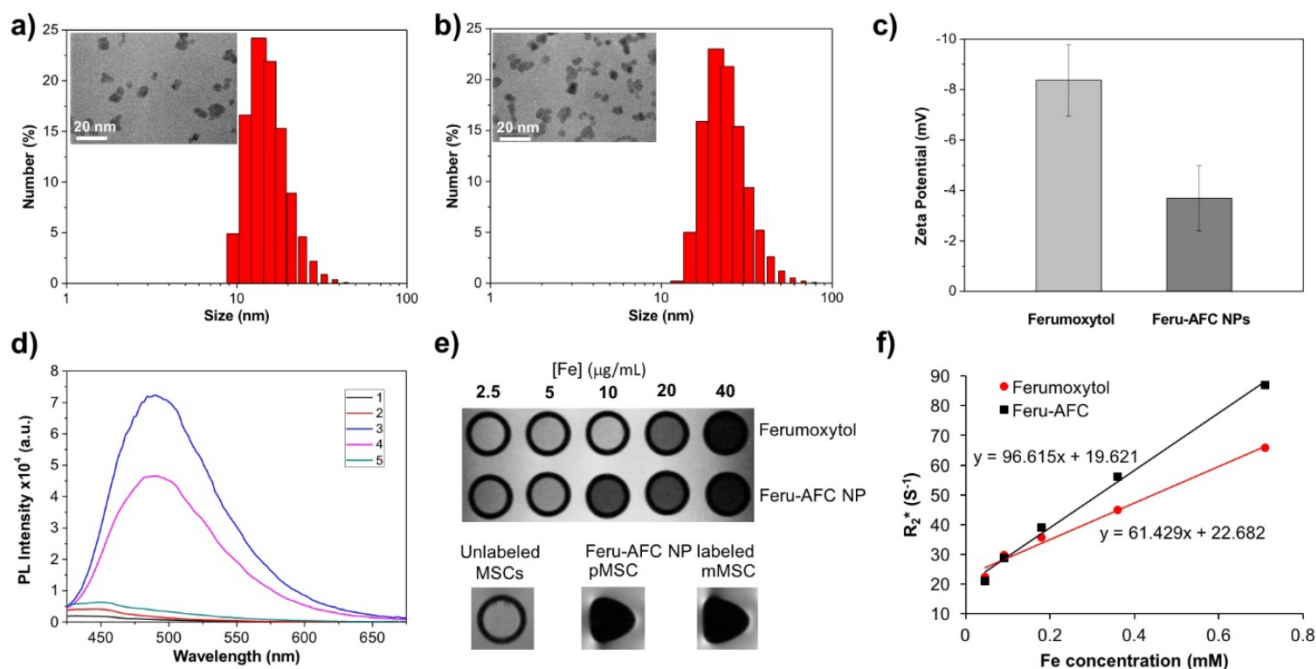 a)
25
20
15
10
5
0
Number (%)
20 nm
1
10
100
Size (nm)
b)
25
20
15
10
5
0
Number (%)
20 nm
1
10
100
Size (nm)
c)
-10
-8
-6
-4
-2
-0
Zeta Potential (mV)
Ferumoxytol
Feru-AFC NPs
d)
8
7
6
5
4
3
2
1
0
PL Intensity x10⁴ (a.u.)
1
2
3
4
5
450 500 550 600 650
Wavelength (nm)
e)
[Fe] (µg/mL)
2.5 5 10 20 40
Ferumoxytol
Feru-AFC NP
Unlabeled Feru-AFC NP labeled
MSCs pMSC mMSC
f)
90
80
70
60
50
40
30
20
10
R₂* (S⁻¹)
Ferumoxytol
Feru-AFC
y = 96.615x + 19.621
y = 61.429x + 22.682
0 0.2 0.4 0.6 0.8
Fe concentration (mM)